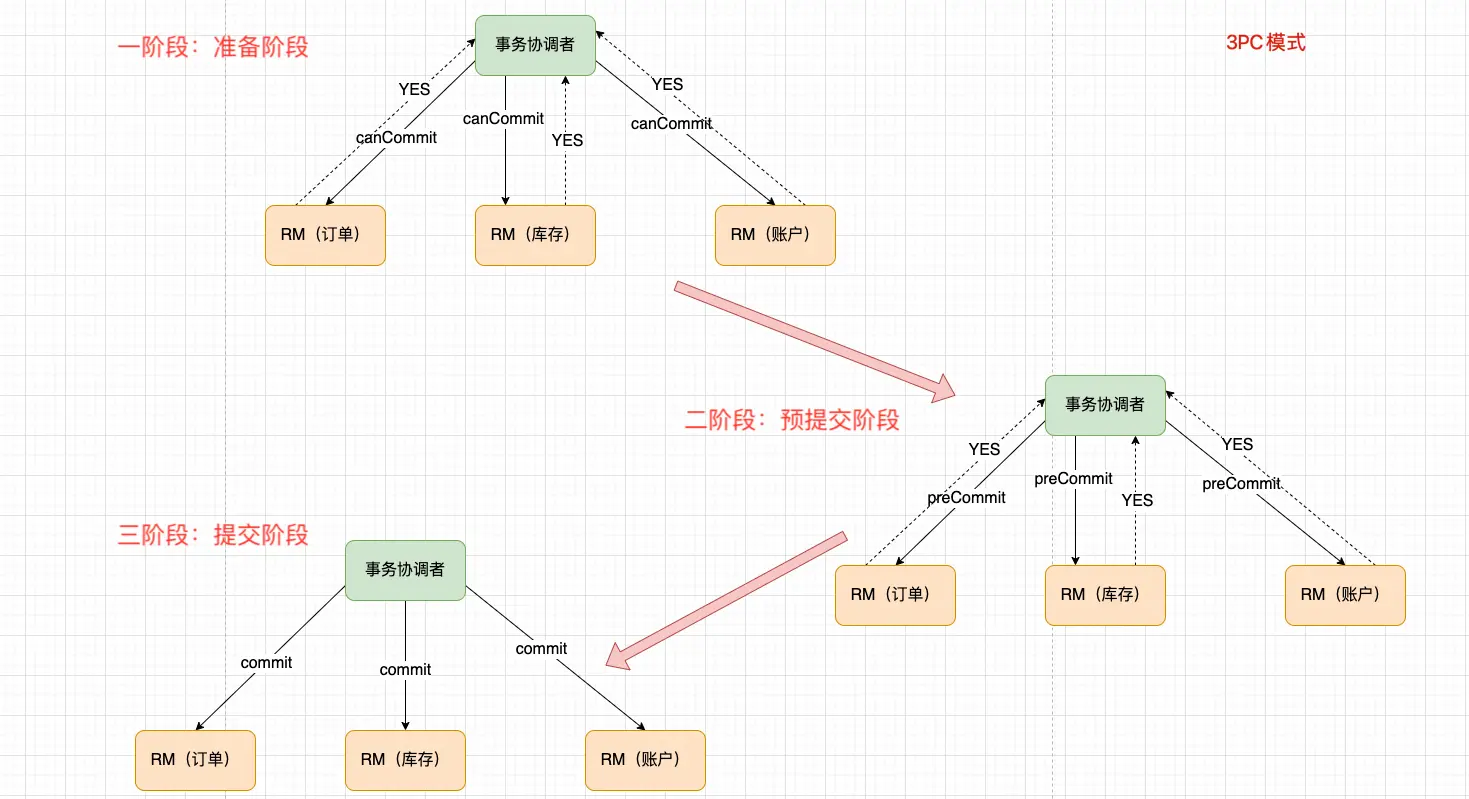 一阶段：准备阶段
事务协调者
3PC模式
YES
YES
canCommit
canCommit
canCommit
YES
RM（订单）
RM（库存）
RM（账户）
二阶段：预提交阶段
事务协调者
YES
YES
preCommit
preCommit
preCommit
YES
RM（订单）
RM（库存）
RM（账户）
三阶段：提交阶段
事务协调者
commit
commit
commit
RM（订单）
RM（库存）
RM（账户）